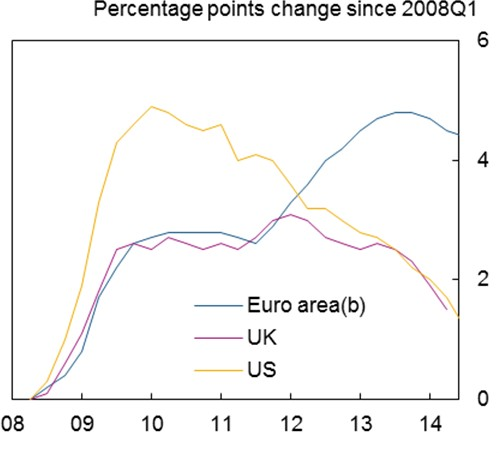 Percentage points change since 2008Q1
6
4
2
0
Euro area(b)
UK
US
08 09 10 11 12 13 14